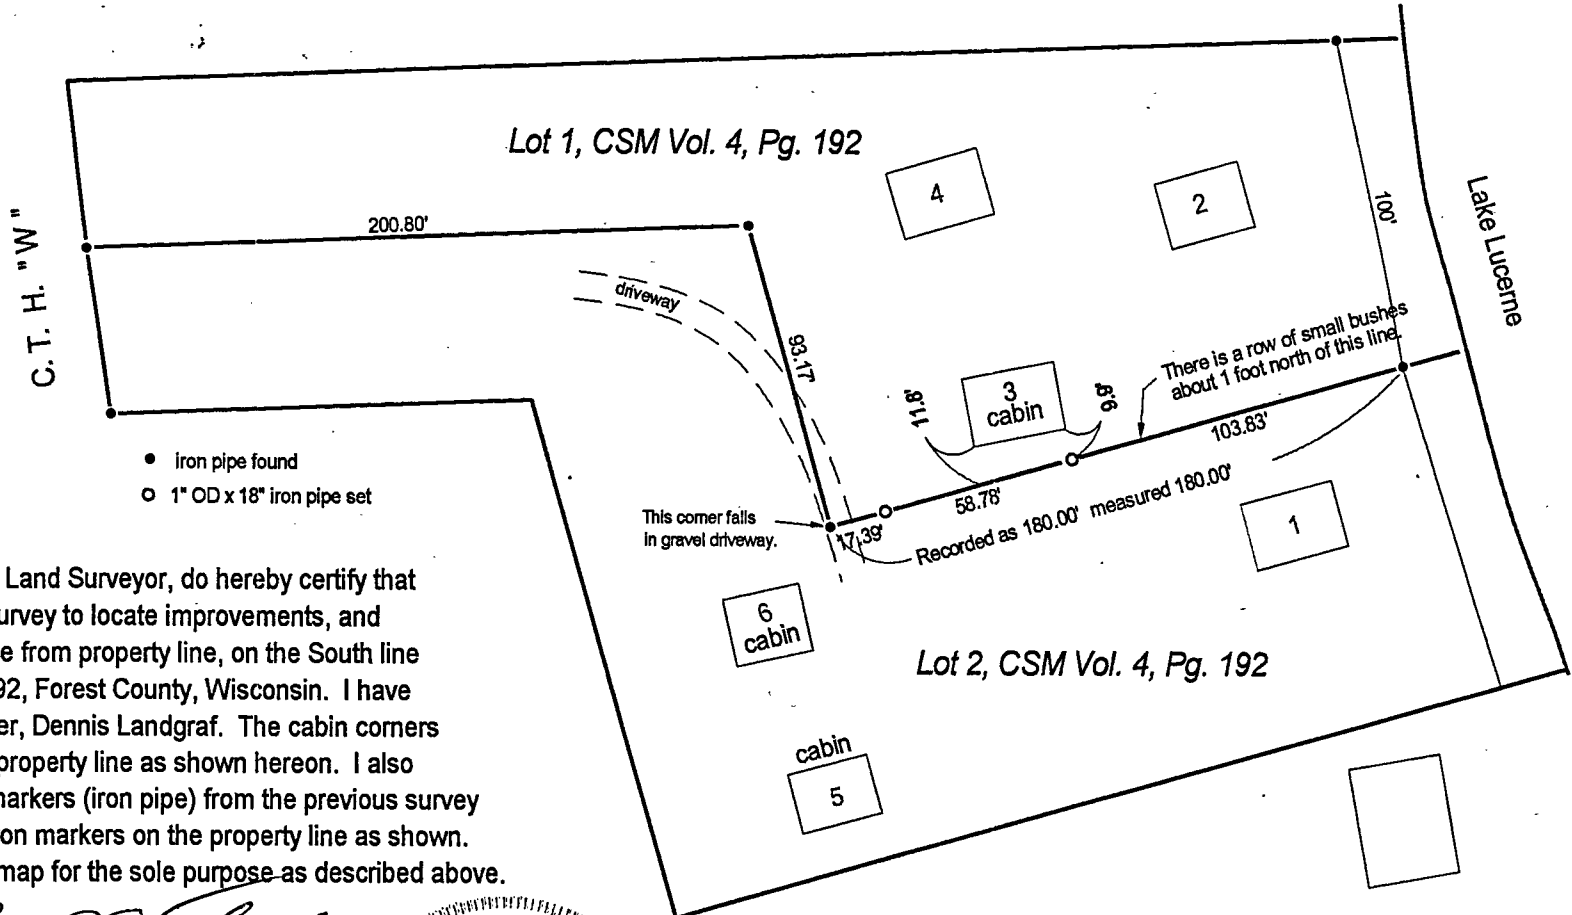 Lot 1, CSM Vol. 4, Pg. 192
4
2
100'
Lake Lucerne
C. T. H. "W"
200.80'
driveway
93.17'
There is a row of small bushes
about 1 foot north of this line.
3
cabin
11.8'
9.9'
103.83'
58.78'
17.39'
Recorded as 180.00' measured 180.00'
This corner falls
in gravel driveway.
1
iron pipe found
1" OD x 18" iron pipe set
6
cabin
Lot 2, CSM Vol. 4, Pg. 192
cabin
5
Land Surveyor, do hereby certify that
urvey to locate improvements, and
e from property line, on the South line
92, Forest County, Wisconsin. I have
er, Dennis Landgraf. The cabin corners
property line as shown hereon. I also
narkers (iron pipe) from the previous survey
on markers on the property line as shown.
map for the sole purpose as described above.